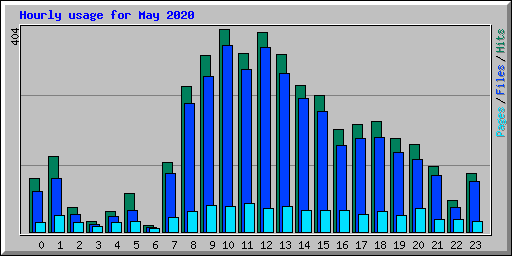 Hourly usage for May 2020
404
Pages/Files/Hits
0 1 2 3 4 5 6 7 8 9 10 11 12 13 14 15 16 17 18 19 20 21 22 23